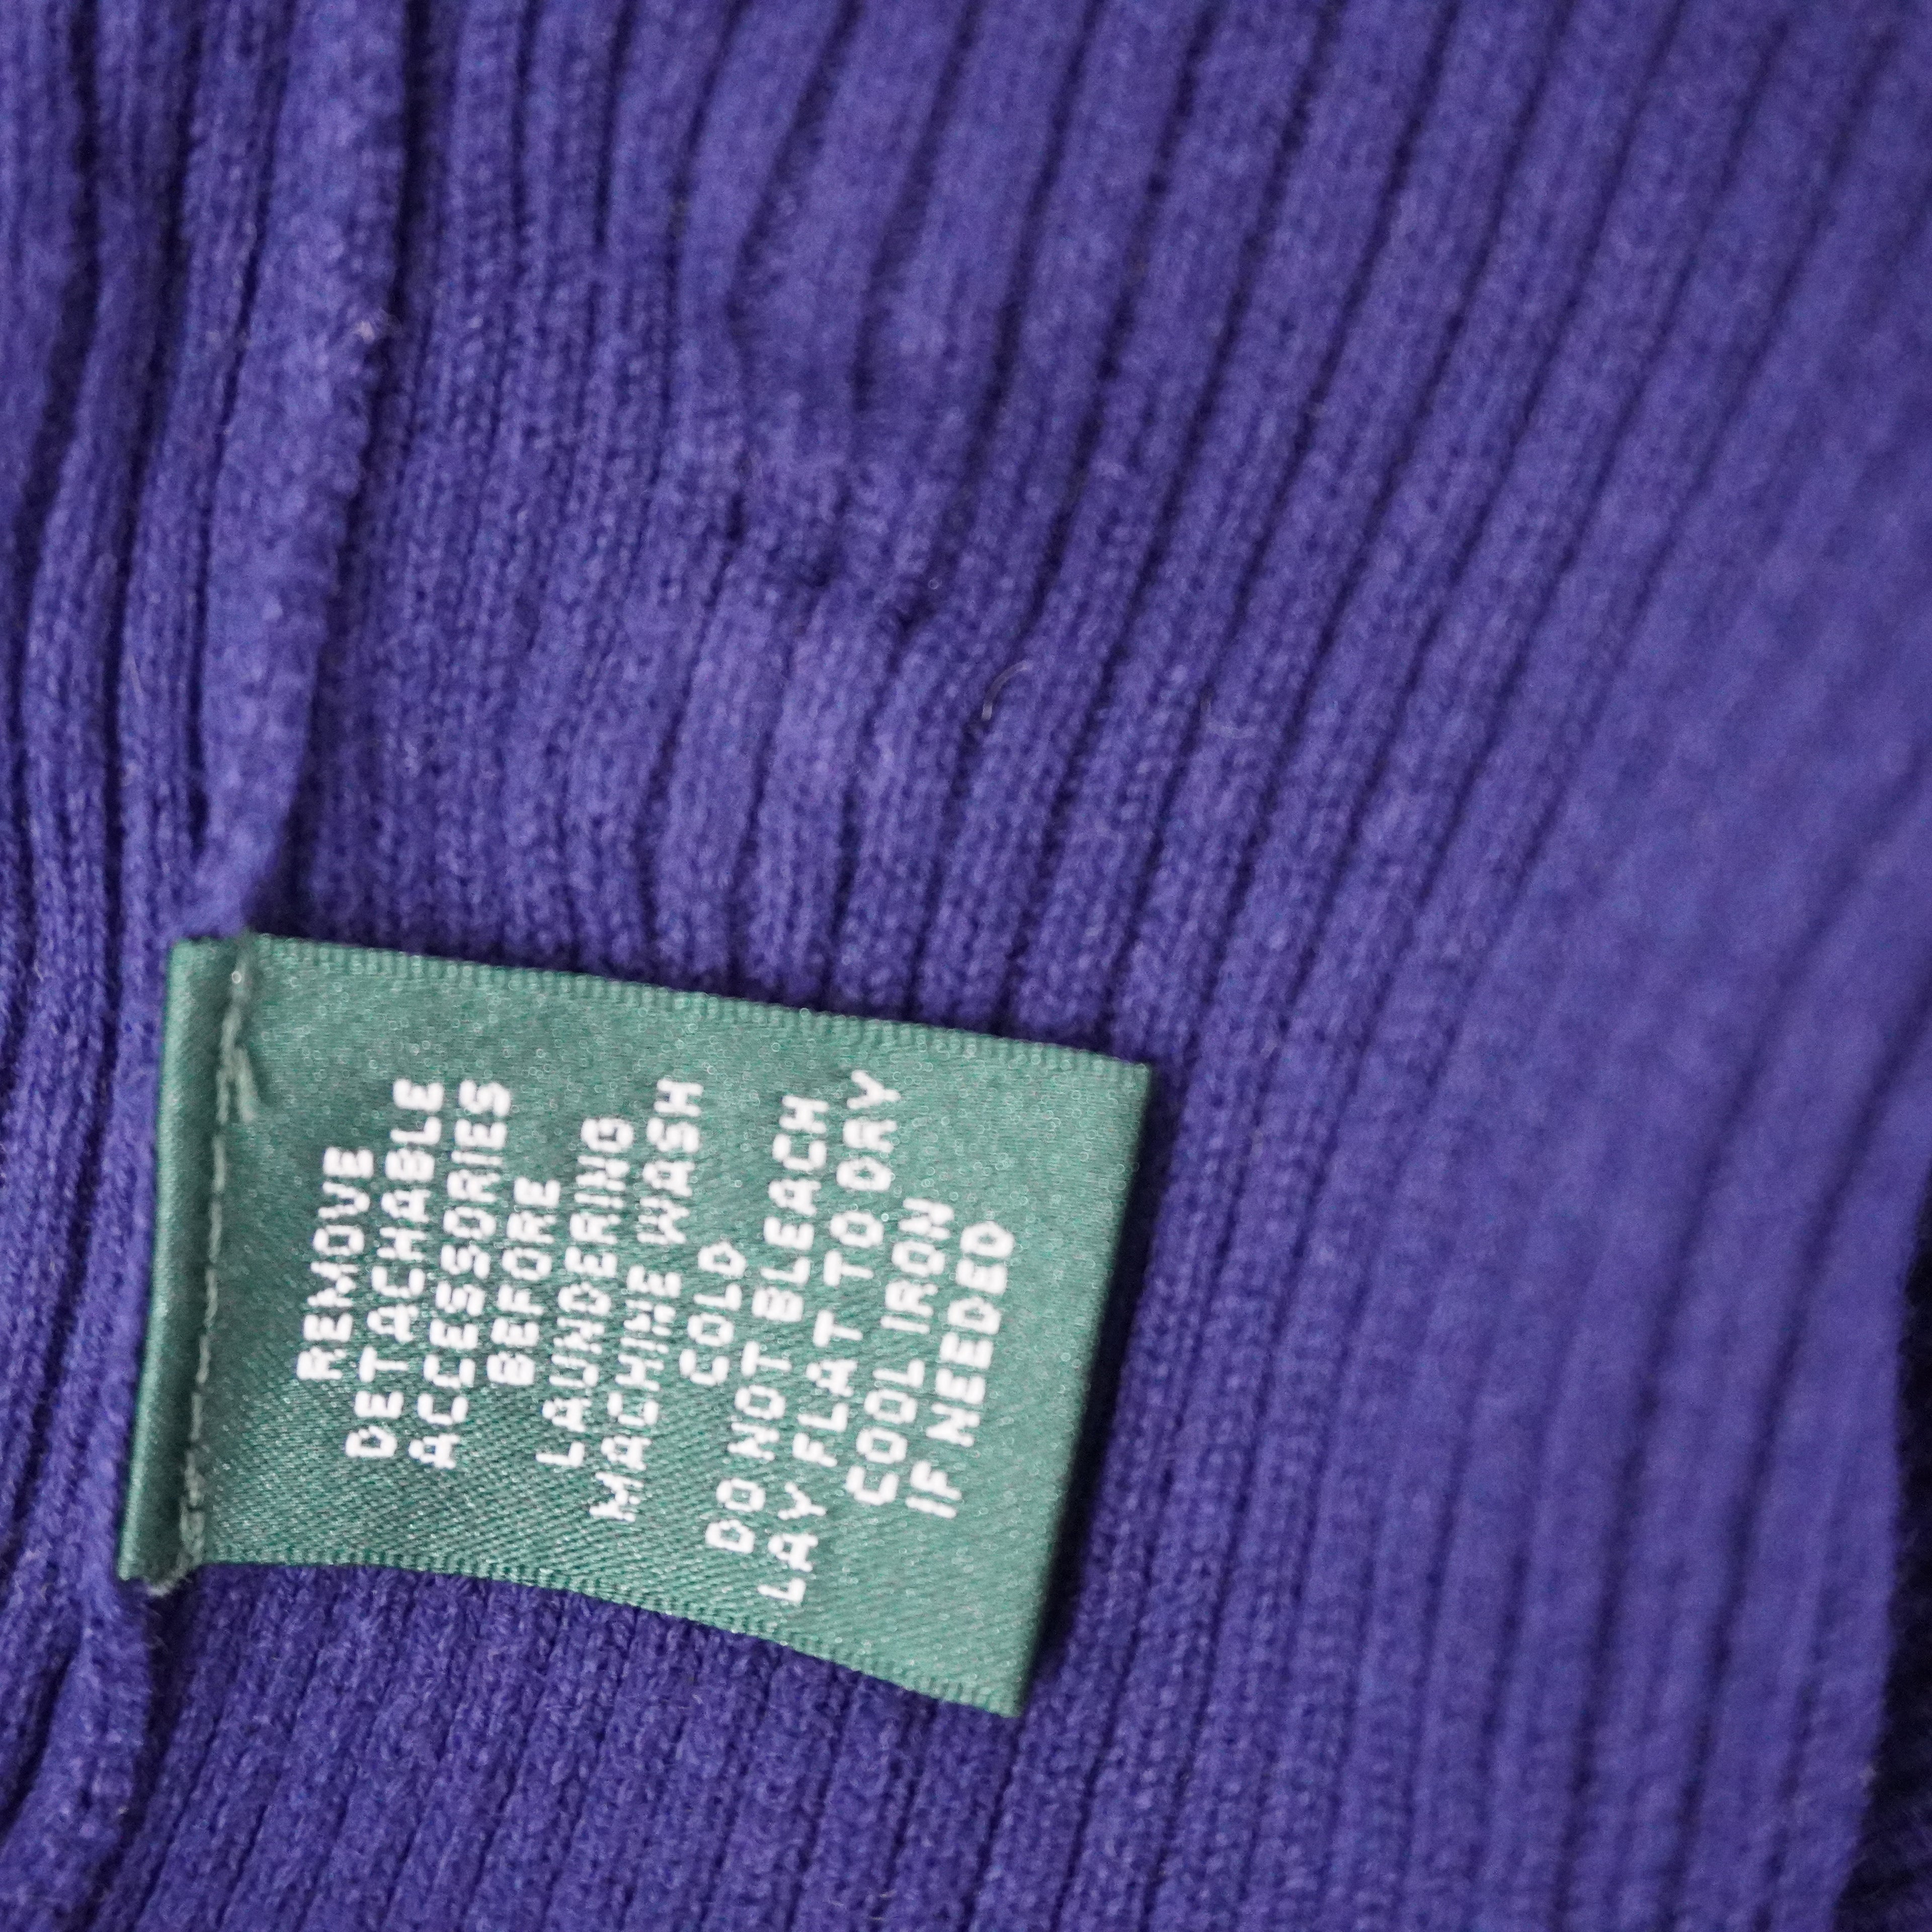 REMOVE
DETACHABLE
ACCESSORIES
BEFORE
LAUNDERING
MACHINE WASH
COLD
DO NOT BLEACH
LAY FLAT TO DRY
COOL IRON
IF NEEDED